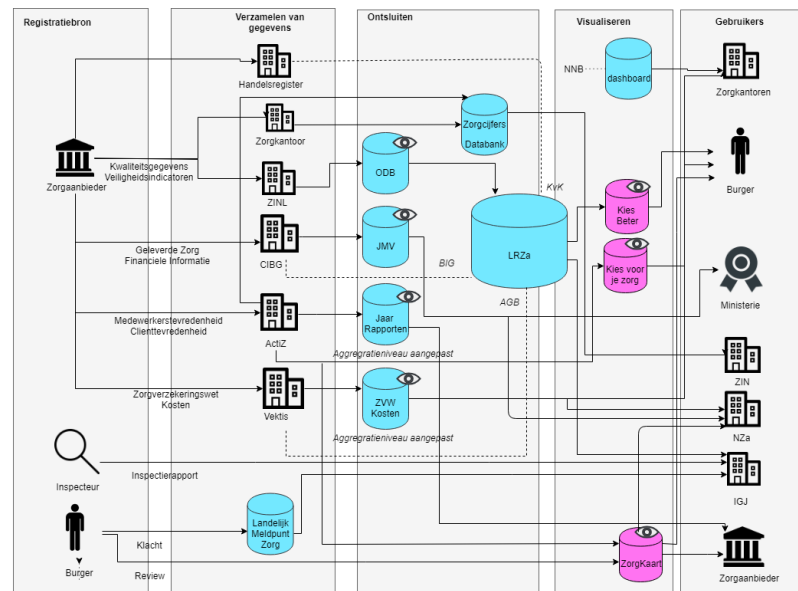 Registratiebron
Verzamelen van
gegevens
Ontsluiten
Visualiseren
Gebruikers
Handelsregister
NNB
dashboard
Zorgkantoren
Zorgcijfers
Databank
Zorgkantoor
Zorgaanbieder
Kwaliteitsgegevens
Veiligheidsindicatoren
ODB
ZINL
KvK
Kies
Beter
Burger
Geleverde Zorg
Financiele Informatie
CIBG
JMV
BIG
LRZa
Kies voor
je zorg
AGB
Ministerie
Medewerkerstevredenheid
Clienttevredenheid
ActiZ
Jaar
Rapporten
Aggregratieniveau aangepast
ZIN
Zorgverzekeringswet
Kosten
Vektis
ZVW
Kosten
Aggregratieniveau aangepast
NZa
Inspecteur
Inspectierapport
IGJ
Landelijk
Meldpunt
Zorg
Klacht
Burger
Review
ZorgKaart
Zorgaanbieder